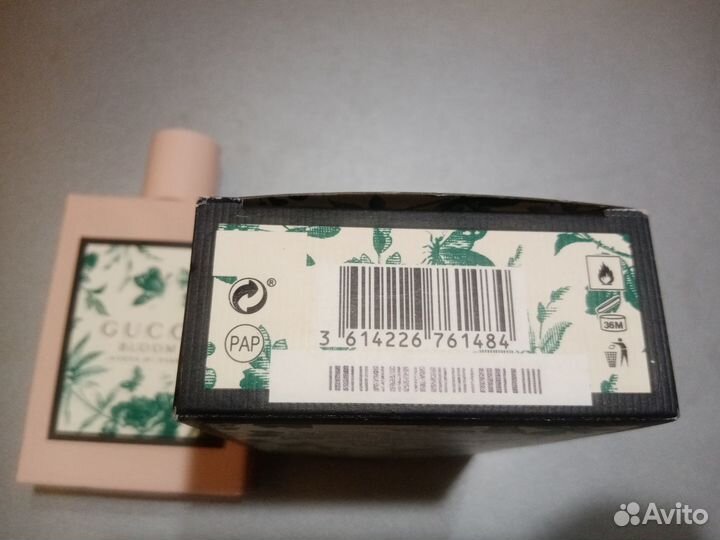 GUCCI
BLOOM
®
PAP
3 614226 761484
36M
Avito